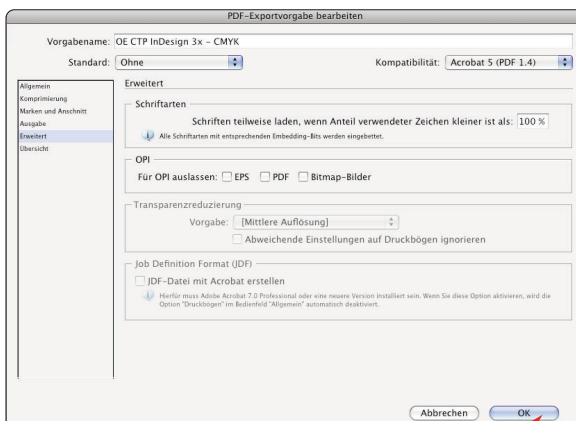 PDF-Exportvorgabe bearbeiten
Vorgabename: OE CTP InDesign 3x – CMYK
Standard: Ohne Kompatibilität: Acrobat 5 (PDF 1.4)
Allgemein
Komprimierung
Marken und Anschnitt
Ausgabe
Erweitert
Übersicht
Erweitert
Schriftarten
Schriften teilweise laden, wenn Anteil verwendeter Zeichen kleiner ist als: 100 %
Alle Schriftarten mit entsprechenden Embedding-Bits werden eingebettet.
OPI
Für OPI auslassen: EPS PDF Bitmap-Bilder
Transparenzreduzierung
Vorgabe: [Mittlere Auflösung]
Abweichende Einstellungen auf Druckbögen ignorieren
Job Definition Format (JDF)
JDF-Datei mit Acrobat erstellen
Hierfür muss Adobe Acrobat 7.0 Professional oder eine neuere Version installiert sein. Wenn Sie diese Option aktivieren, wird die
Option "Druckbögen" im Bedienfeld "Allgemein" automatisch deaktiviert.
Abbrechen OK